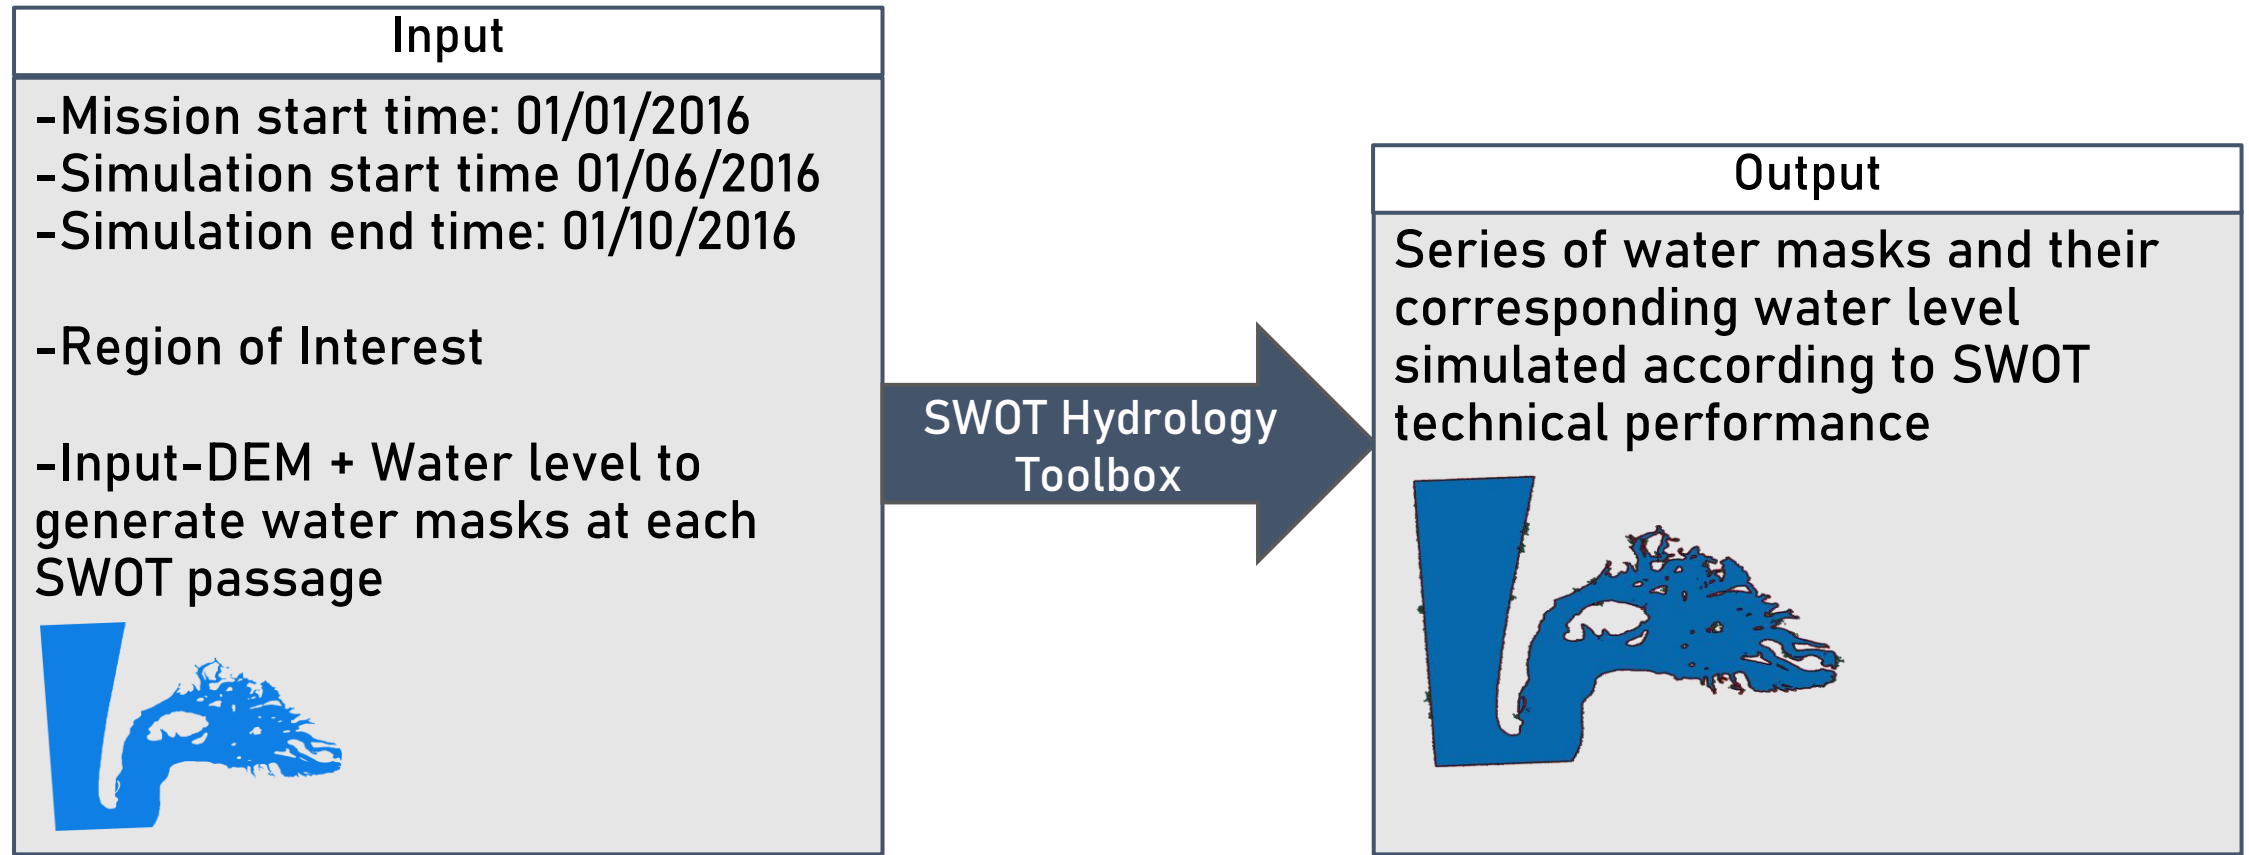 Input
-Mission start time: 01/01/2016
-Simulation start time 01/06/2016
-Simulation end time: 01/10/2016
-Region of Interest
-Input-DEM + Water level to
generate water masks at each
SWOT passage
SWOT Hydrology
Toolbox
Output
Series of water masks and their
corresponding water level
simulated according to SWOT
technical performance